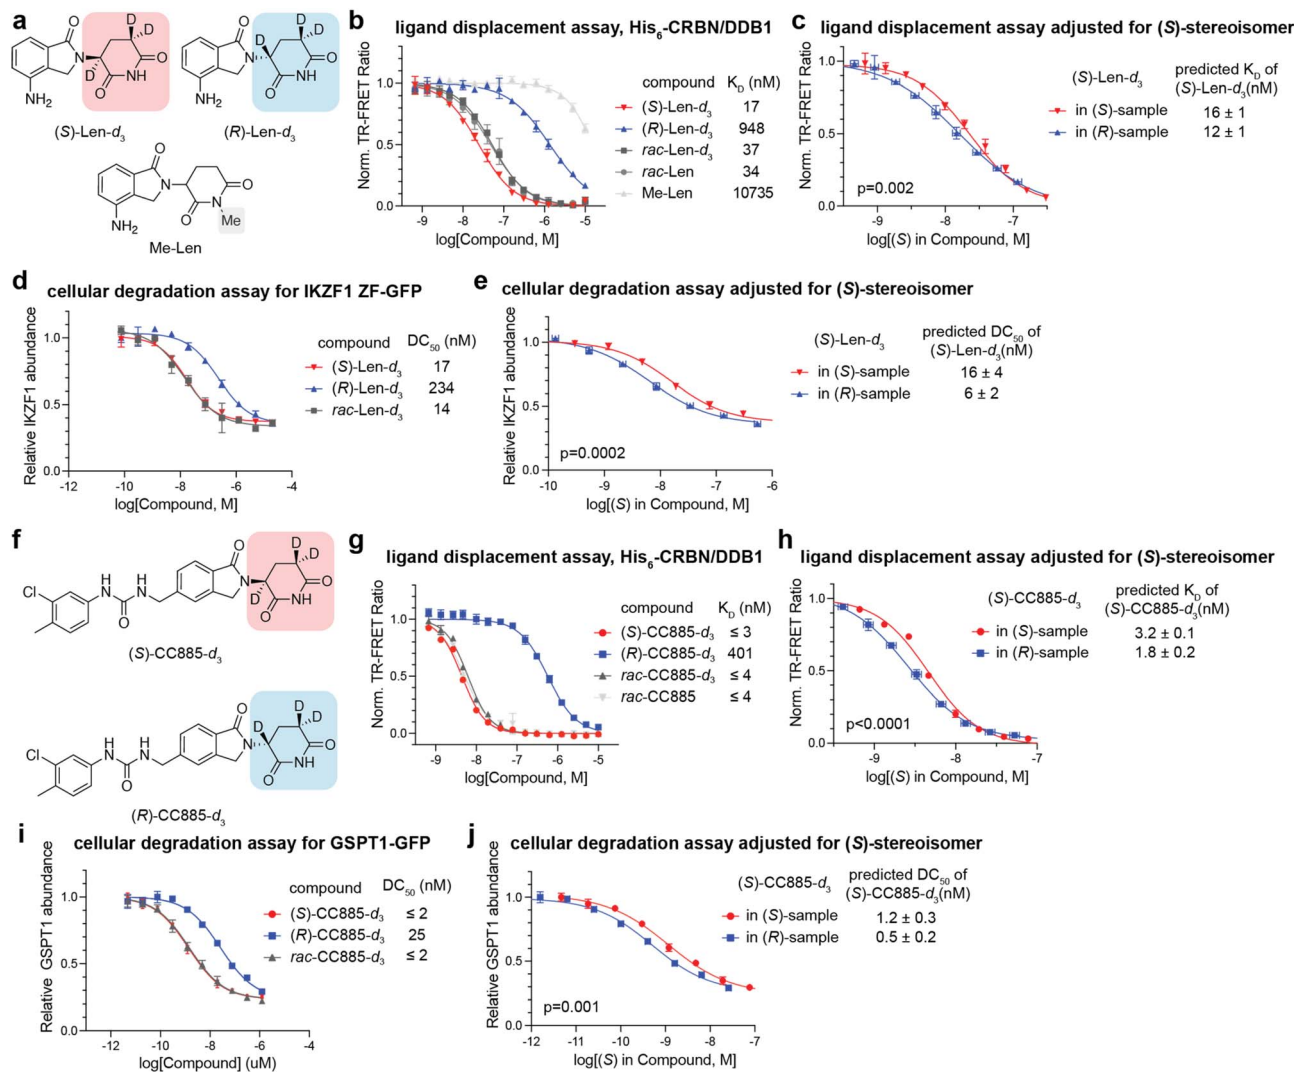 a
O
D
D
N
O
D
NH
NH2
O
(S)-Len-d3
O
D
D
D
N
O
O
NH
NH2
(R)-Len-d3
O
N
O
O
N
Me
NH2
Me-Len
b ligand displacement assay, His6-CRBN/DDB1
Norm. TR-FRET Ratio
1.0
0.5
0.0
-9 -8 -7 -6 -5
log[Compound, M]
compound KD (nM)
(S)-Len-d3 17
(R)-Len-d3 948
rac-Len-d3 37
rac-Len 34
Me-Len 10735
c ligand displacement assay adjusted for (S)-stereoisomer
Norm. TR-FRET Ratio
1.0
0.5
0.0
p=0.002
-9 -8 -7
log[(S) in Compound, M]
(S)-Len-d3
predicted KD of
(S)-Len-d3(nM)
in (S)-sample 16 ± 1
in (R)-sample 12 ± 1
d cellular degradation assay for IKZF1 ZF-GFP
Relative IKZF1 abundance
1.0
0.5
0.0
-12 -10 -8 -6 -4
log[Compound, M]
compound DC50 (nM)
(S)-Len-d3 17
(R)-Len-d3 234
rac-Len-d3 14
e cellular degradation assay adjusted for (S)-stereoisomer
Relative IKZF1 abundance
1.0
0.5
0.0
p=0.0002
-10 -9 -8 -7 -6
log[(S) in Compound, M]
(S)-Len-d3
predicted DC50 of
(S)-Len-d3(nM)
in (S)-sample 16 ± 4
in (R)-sample 6 ± 2
f
Cl
H
N
H
N
O
O
N
D
D
D
O
O
NH
(S)-CC885-d3
Cl
H
N
H
N
O
O
N
D
D
D
O
O
NH
(R)-CC885-d3
g ligand displacement assay, His6-CRBN/DDB1
Norm. TR-FRET Ratio
1.0
0.5
0.0
-9 -8 -7 -6 -5
log[Compound, M]
compound KD (nM)
(S)-CC885-d3 ≤ 3
(R)-CC885-d3 401
rac-CC885-d3 ≤ 4
rac-CC885 ≤ 4
h ligand displacement assay adjusted for (S)-stereoisomer
Norm. TR-FRET Ratio
1.0
0.5
0.0
p<0.0001
-9 -8 -7
log[(S) in Compound, M]
(S)-CC885-d3
predicted KD of
(S)-CC885-d3(nM)
in (S)-sample 3.2 ± 0.1
in (R)-sample 1.8 ± 0.2
i cellular degradation assay for GSPT1-GFP
Relative GSPT1 abundance
1.0
0.5
0.0
-12 -10 -8 -6 -4
log[Compound] (uM)
compound DC50 (nM)
(S)-CC885-d3 ≤ 2
(R)-CC885-d3 25
rac-CC885-d3 ≤ 2
j cellular degradation assay adjusted for (S)-stereoisomer
Relative GSPT1 abundance
1.0
0.5
0.0
p=0.001
-12 -11 -10 -9 -8 -7
log[(S) in Compound, M]
(S)-CC885-d3
predicted DC50 of
(S)-CC885-d3(nM)
in (S)-sample 1.2 ± 0.3
in (R)-sample 0.5 ± 0.2